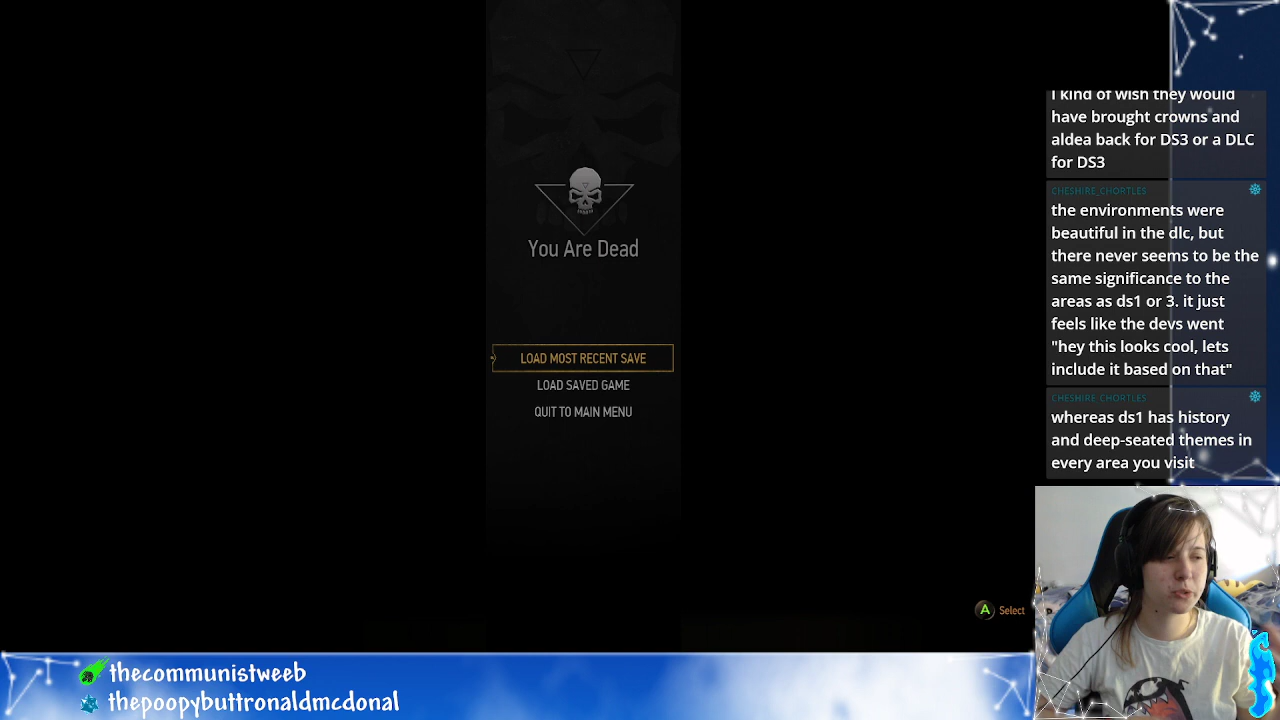 You Are Dead
LOAD MOST RECENT SAVE
LOAD SAVED GAME
QUIT TO MAIN MENU
A Select
I kind of wish they would
have brought crowns and
aldea back for DS3 or a DLC
for DS3
CHESHIRE_CHORTLES
the environments were
beautiful in the dlc, but
there never seems to be the
same significance to the
areas as ds1 or 3. it just
feels like the devs went
"hey this looks cool, lets
include it based on that"
CHESHIRE_CHORTLES
whereas ds1 has history
and deep-seated themes in
every area you visit
thecommunistweeb
thepoopybuttronaldmcdonal